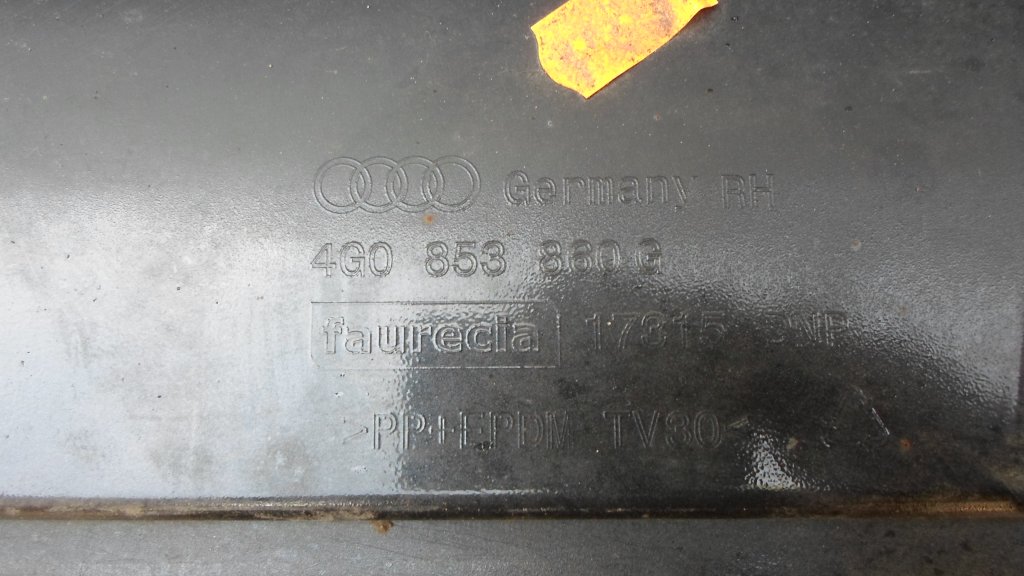 Germany RH
4G0 853 860 G
faurecia 17315
>PP+EPDM TV30<